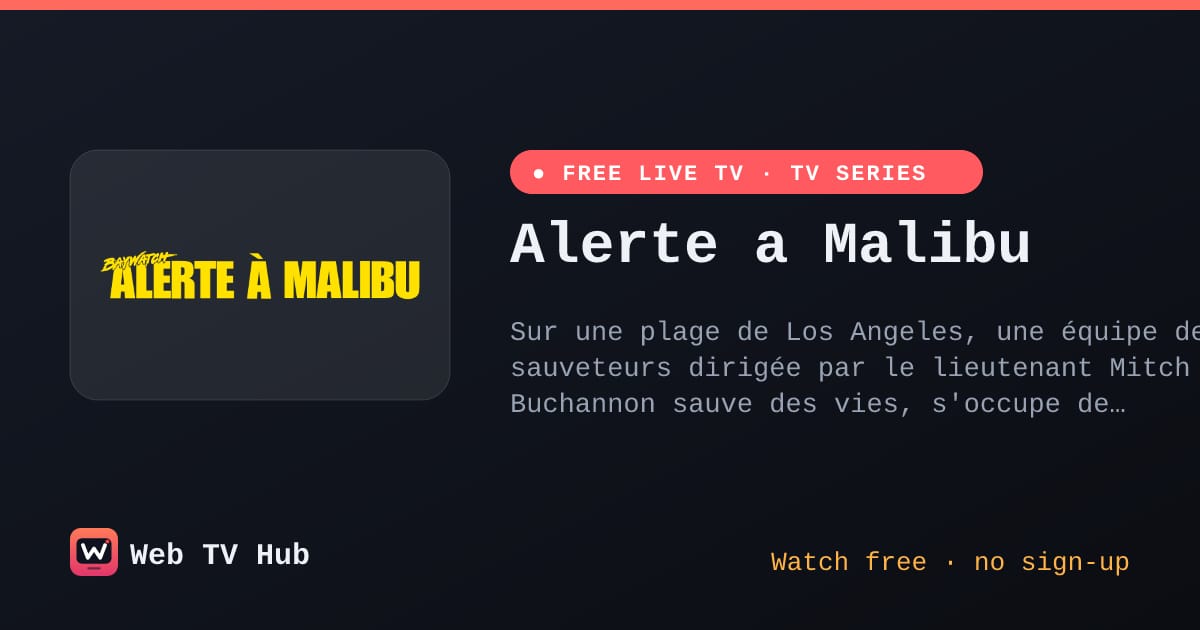 BAYWATCH
ALERTE À MALIBU
● FREE LIVE TV · TV SERIES
Alerte a Malibu
Sur une plage de Los Angeles, une équipe de
sauveteurs dirigée par le lieutenant Mitch
Buchannon sauve des vies, s'occupe de…
W Web TV Hub
Watch free · no sign-up